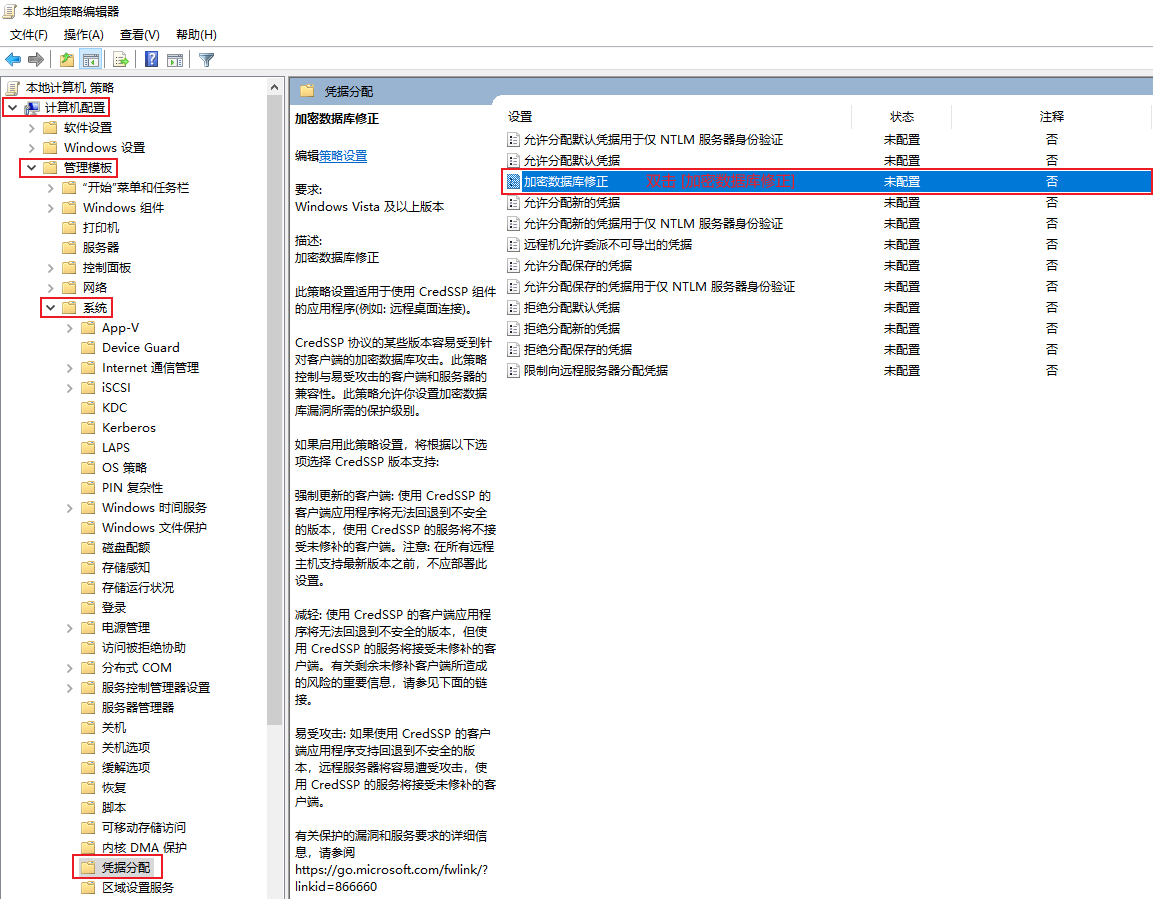 本地组策略编辑器
文件(F) 操作(A) 查看(V) 帮助(H)
本地计算机 策略
计算机配置
软件设置
Windows 设置
管理模板
"开始"菜单和任务栏
Windows 组件
打印机
服务器
控制面板
网络
系统
App-V
Device Guard
Internet 通信管理
iSCSI
KDC
Kerberos
LAPS
OS 策略
PIN 复杂性
Windows 时间服务
Windows 文件保护
磁盘配额
存储感知
存储运行状况
登录
电源管理
访问被拒绝协助
分布式 COM
服务控制管理器设置
服务器管理器
关机
关机选项
缓解选项
恢复
脚本
可移动存储访问
内核 DMA 保护
凭据分配
区域设置服务
凭据分配
加密数据库修正
编辑策略设置
要求:
Windows Vista 及以上版本
描述:
加密数据库修正
此策略设置适用于使用 CredSSP 组件
的应用程序(例如: 远程桌面连接)。
CredSSP 协议的某些版本容易受到针
对客户端的加密数据库攻击。此策略
控制与易受攻击的客户端和服务器的
兼容性。此策略允许你设置加密数据
库漏洞所需的保护级别。
如果启用此策略设置，将根据以下选
项选择 CredSSP 版本支持:
强制更新的客户端: 使用 CredSSP 的
客户端应用程序将无法回退到不安全
的版本，使用 CredSSP 的服务将不接
受未修补的客户端。注意: 在所有远程
主机支持最新版本之前，不应部署此
设置。
减轻: 使用 CredSSP 的客户端应用程
序将无法回退到不安全的版本，但使
用 CredSSP 的服务将接受未修补的客
户端。有关剩余未修补客户端所造成
的风险的重要信息，请参见下面的链
接。
易受攻击: 如果使用 CredSSP 的客户
端应用程序支持回退到不安全的版
本，远程服务器将容易遭受攻击，使
用 CredSSP 的服务将接受未修补的客
户端。
有关保护的漏洞和服务要求的详细信
息，请参阅
https://go.microsoft.com/fwlink/?
linkid=866660
设置 状态 注释
允许分配默认凭据用于仅 NTLM 服务器身份验证 未配置 否
允许分配默认凭据 未配置 否
加密数据库修正 双击 [加密数据库修正] 未配置 否
允许分配新的凭据 未配置 否
允许分配新的凭据用于仅 NTLM 服务器身份验证 未配置 否
远程机允许委派不可导出的凭据 未配置 否
允许分配保存的凭据 未配置 否
允许分配保存的凭据用于仅 NTLM 服务器身份验证 未配置 否
拒绝分配默认凭据 未配置 否
拒绝分配新的凭据 未配置 否
拒绝分配保存的凭据 未配置 否
限制向远程服务器分配凭据 未配置 否